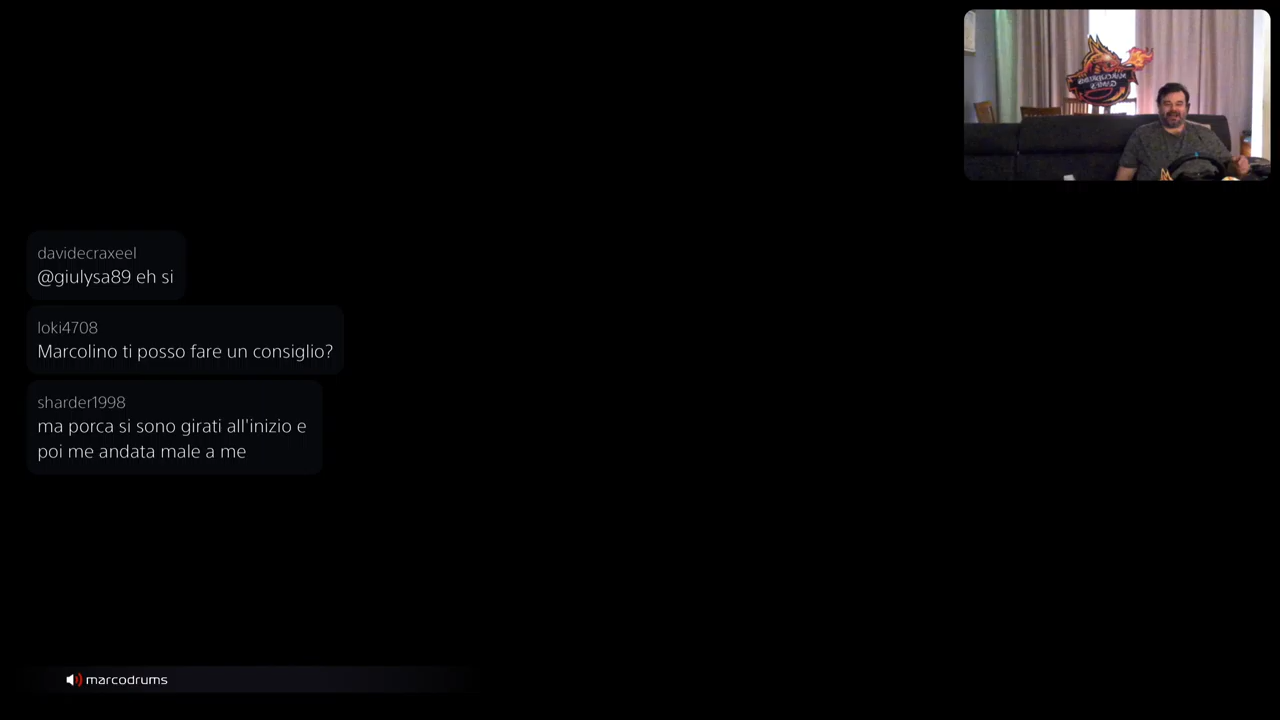 davidecraxeel
@giulysa89 eh si
loki4708
Marcolino ti posso fare un consiglio?
sharder1998
ma porca si sono girati all'inizio e
poi me andata male a me
marcodrums